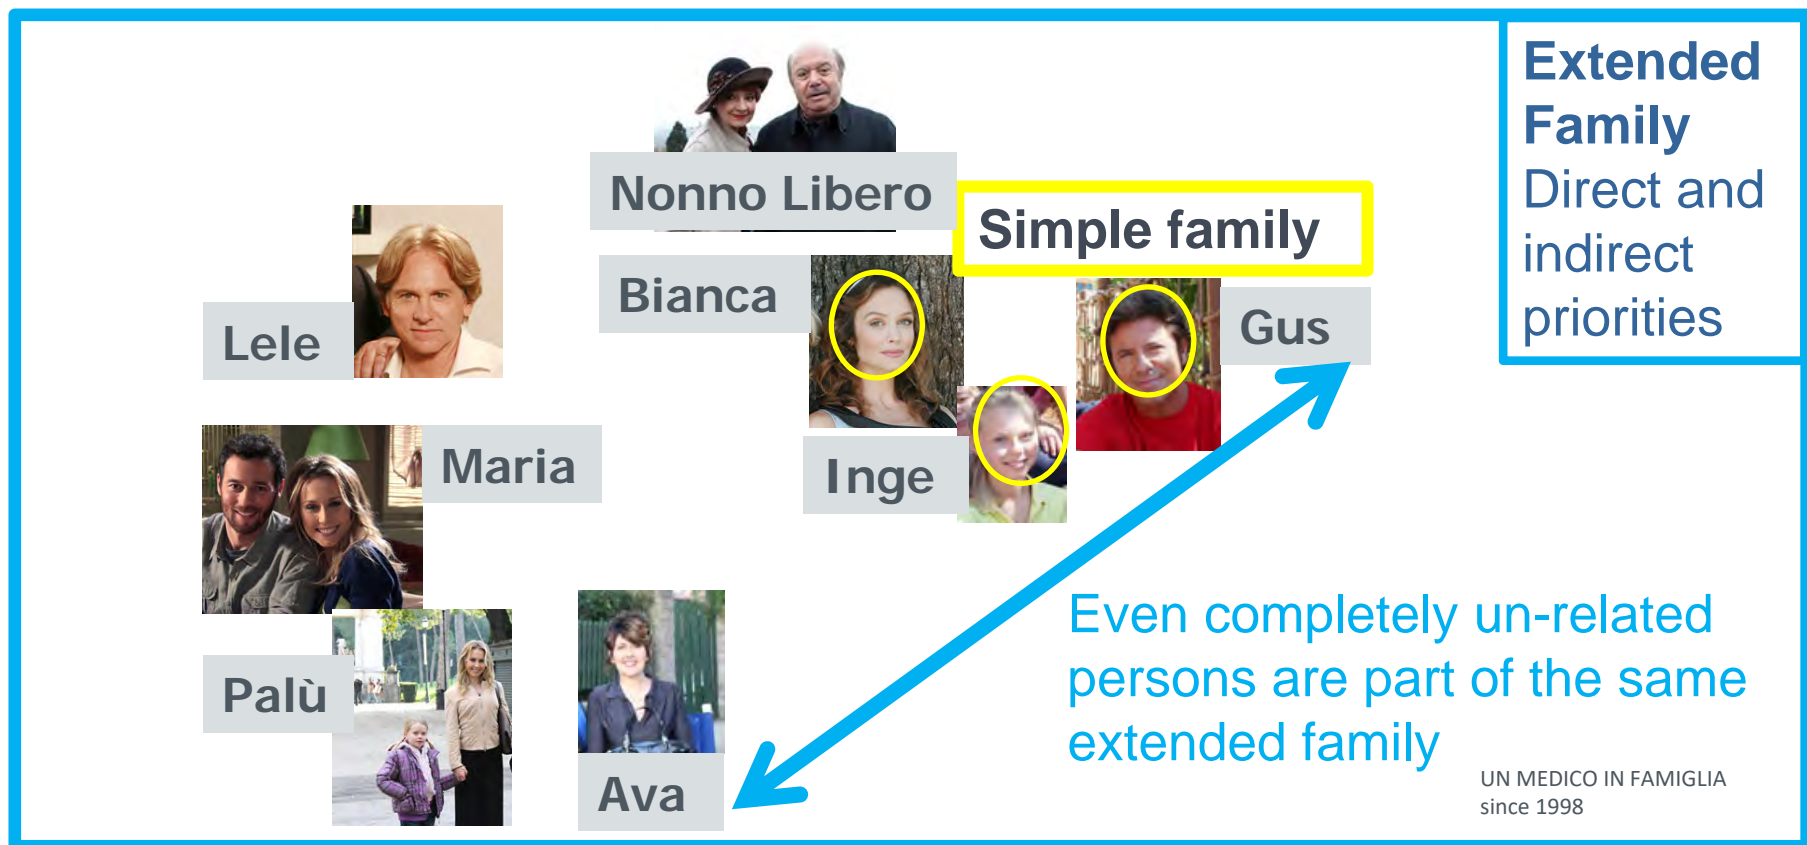 Extended
Family
Direct and
indirect
priorities
Nonno Libero
Simple family
Bianca
Gus
Lele
Maria
Inge
Palù
Ava
Even completely un-related
persons are part of the same
extended family
UN MEDICO IN FAMIGLIA
since 1998